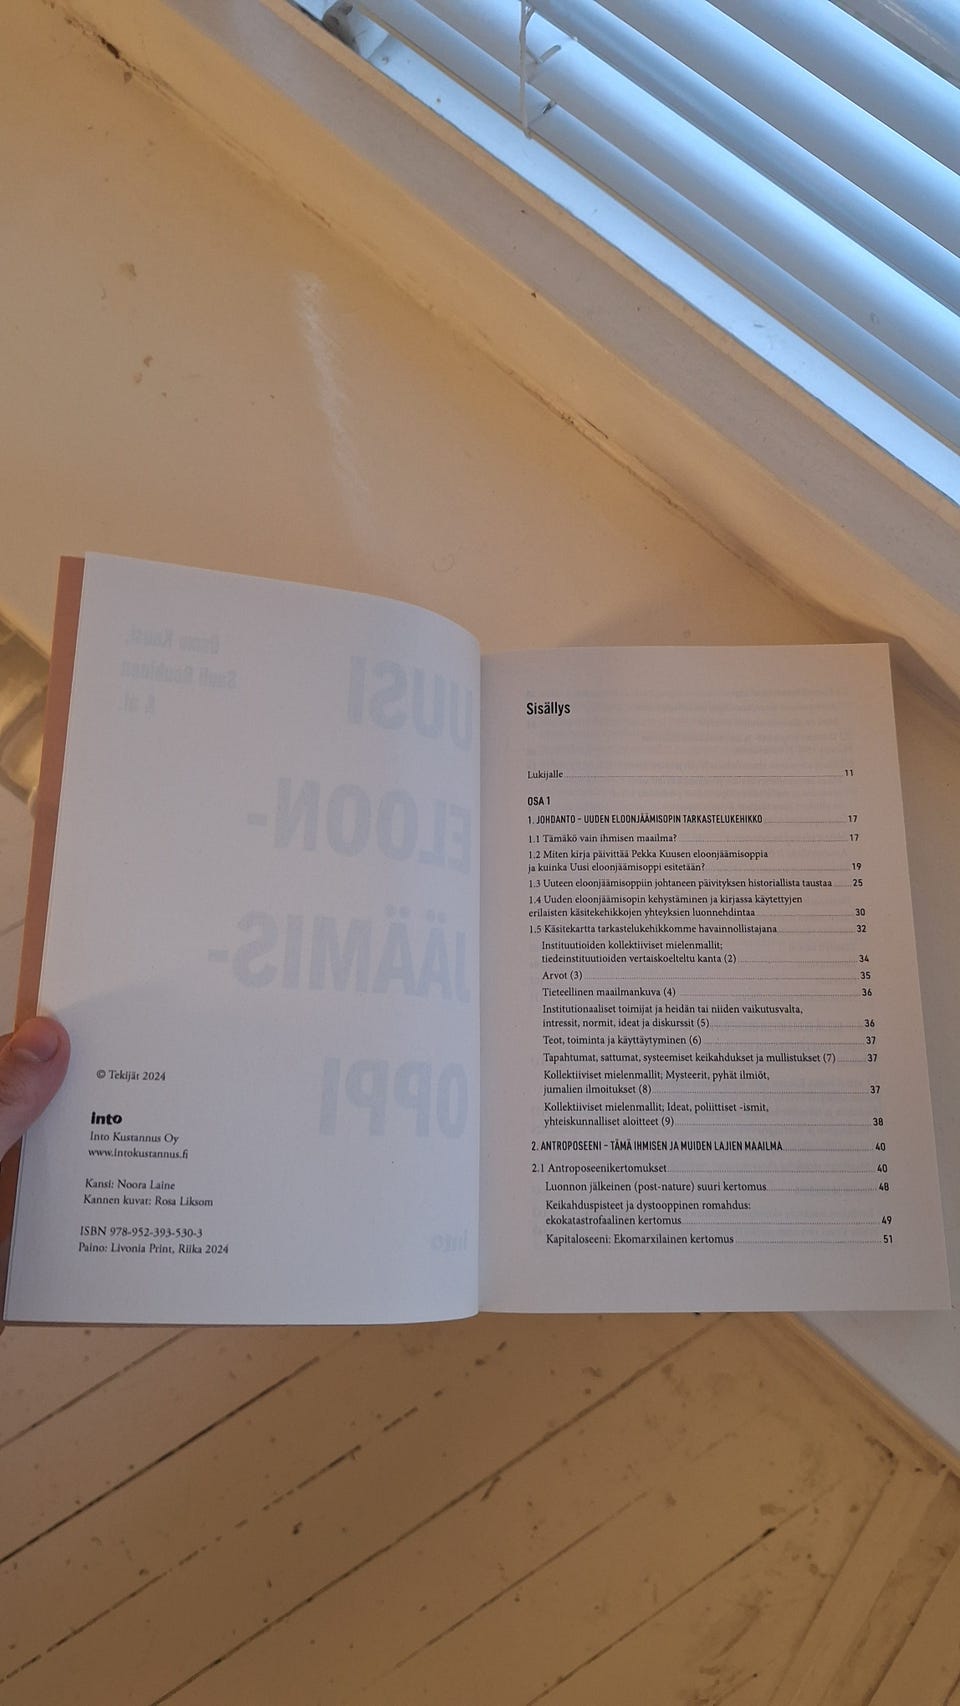 © Tekijät 2024
into
Into Kustannus Oy
www.intokustannus.fi
Kansi: Noora Laine
Kannen kuvat: Rosa Liksom
ISBN 978-952-393-530-3
Paino: Livonia Print, Riika 2024
UUSI
ELOON-
JÄÄMIS-
OPPI
into
Sisällys
Lukijalle 11
OSA 1
1. JOHDANTO – UUDEN ELOONJÄÄMISOPIN TARKASTELUKEHIKKO 17
1.1 Tämäkö vain ihmisen maailma? 17
1.2 Miten kirja päivittää Pekka Kuusen eloonjäämisoppia
ja kuinka Uusi eloonjäämisoppi esitetään? 19
1.3 Uuteen eloonjäämisoppiin johtaneen päivityksen historiallista taustaa 25
1.4 Uuden eloonjäämisopin kehystäminen ja kirjassa käytettyjen
erilaisten käsitekehikkojen yhteyksien luonnehdintaa 30
1.5 Käsitekartta tarkastelukehikkomme havainnollistajana 32
Instituutioiden kollektiiviset mielenmallit;
tiedeinstituutioiden vertaiskoelteltu kanta (2) 34
Arvot (3) 35
Tieteellinen maailmankuva (4) 36
Institutionaaliset toimijat ja heidän tai niiden vaikutusvalta,
intressit, normit, ideat ja diskurssit (5) 36
Teot, toiminta ja käyttäytyminen (6) 37
Tapahtumat, sattumat, systeemiset keikahdukset ja mullistukset (7) 37
Kollektiiviset mielenmallit; Mysteerit, pyhät ilmiöt,
jumalien ilmoitukset (8) 37
Kollektiiviset mielenmallit; Ideat, poliittiset -ismit,
yhteiskunnalliset aloitteet (9) 38
2. ANTROPOSEENI – TÄMÄ IHMISEN JA MUIDEN LAJIEN MAAILMA 40
2.1 Antroposeenikertomukset 40
Luonnon jälkeinen (post-nature) suuri kertomus 48
Keikahduspisteet ja dystooppinen romahdus:
ekokatastrofaalinen kertomus 49
Kapitaloseeni: Ekomarxilainen kertomus 51